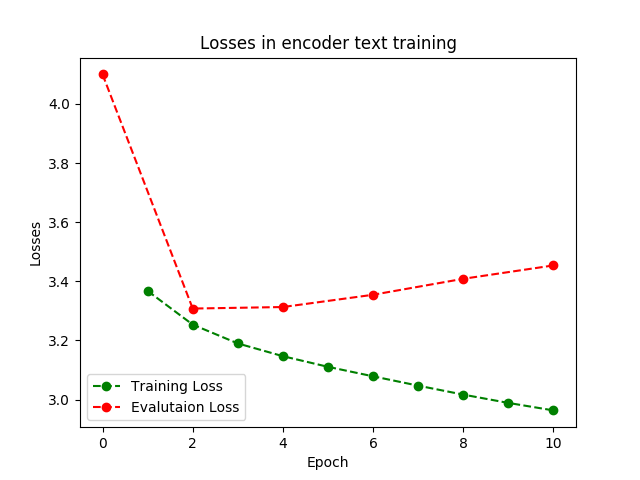 Losses in encoder text training
Losses
4.0
3.8
3.6
3.4
3.2
3.0
Training Loss
Evalutaion Loss
0 2 4 6 8 10
Epoch